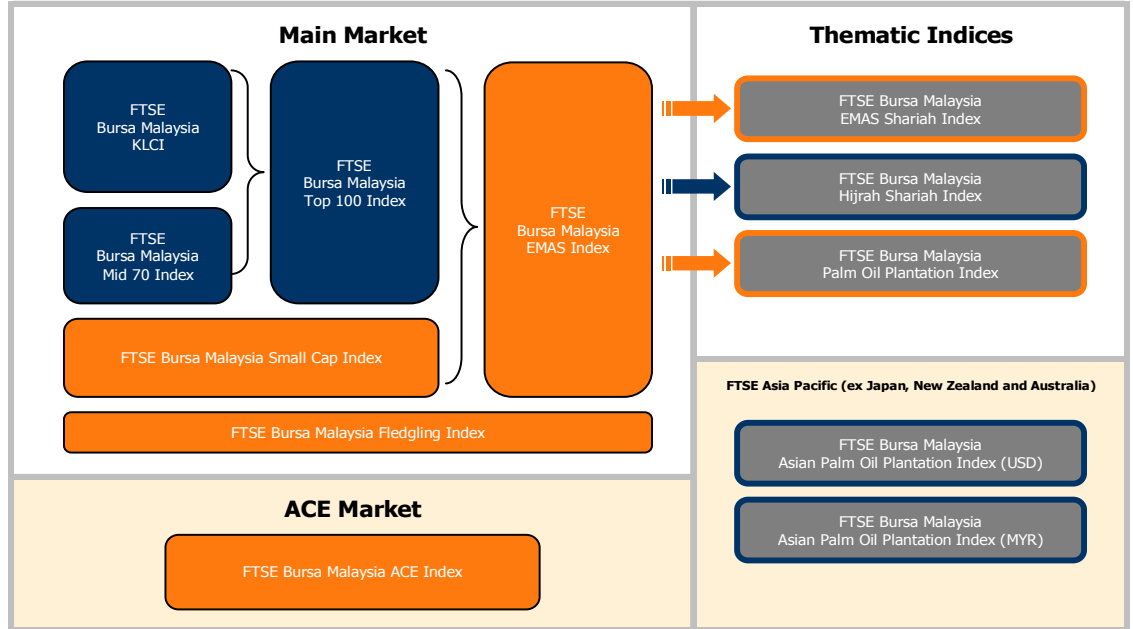 Main Market
FTSE
Bursa Malaysia
KLCI
FTSE
Bursa Malaysia
Mid 70 Index
FTSE
Bursa Malaysia
Top 100 Index
FTSE
Bursa Malaysia
EMAS Index
FTSE Bursa Malaysia Small Cap Index
FTSE Bursa Malaysia Fledgling Index
ACE Market
FTSE Bursa Malaysia ACE Index
Thematic Indices
FTSE Bursa Malaysia
EMAS Shariah Index
FTSE Bursa Malaysia
Hijrah Shariah Index
FTSE Bursa Malaysia
Palm Oil Plantation Index
FTSE Asia Pacific (ex Japan, New Zealand and Australia)
FTSE Bursa Malaysia
Asian Palm Oil Plantation Index (USD)
FTSE Bursa Malaysia
Asian Palm Oil Plantation Index (MYR)